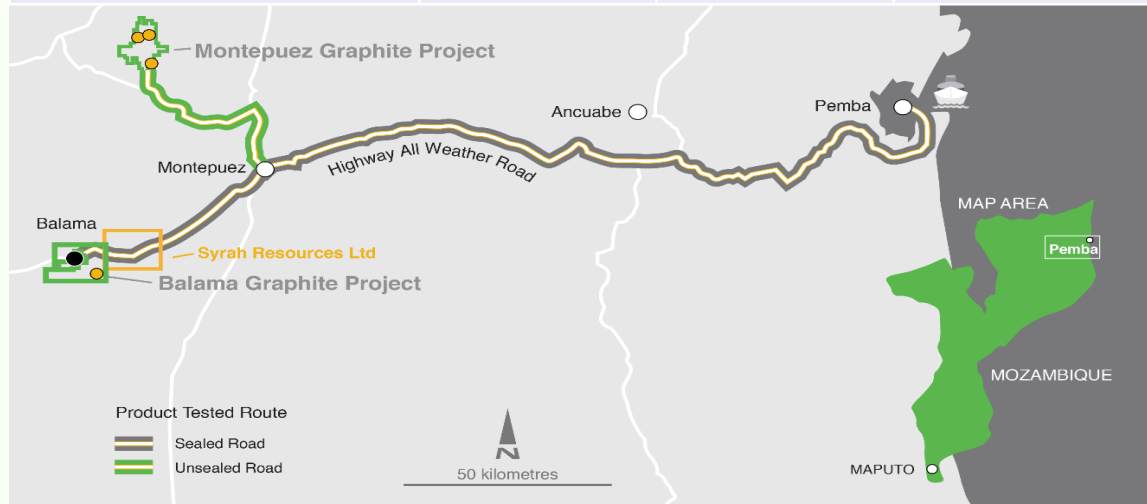 Montepuez Graphite Project
Ancuabe
Pemba
Montepuez
Highway All Weather Road
Balama
MAP AREA
Pemba
Syrah Resources Ltd
Balama Graphite Project
MOZAMBIQUE
Product Tested Route
Sealed Road
Unsealed Road
N
50 kilometres
MAPUTO